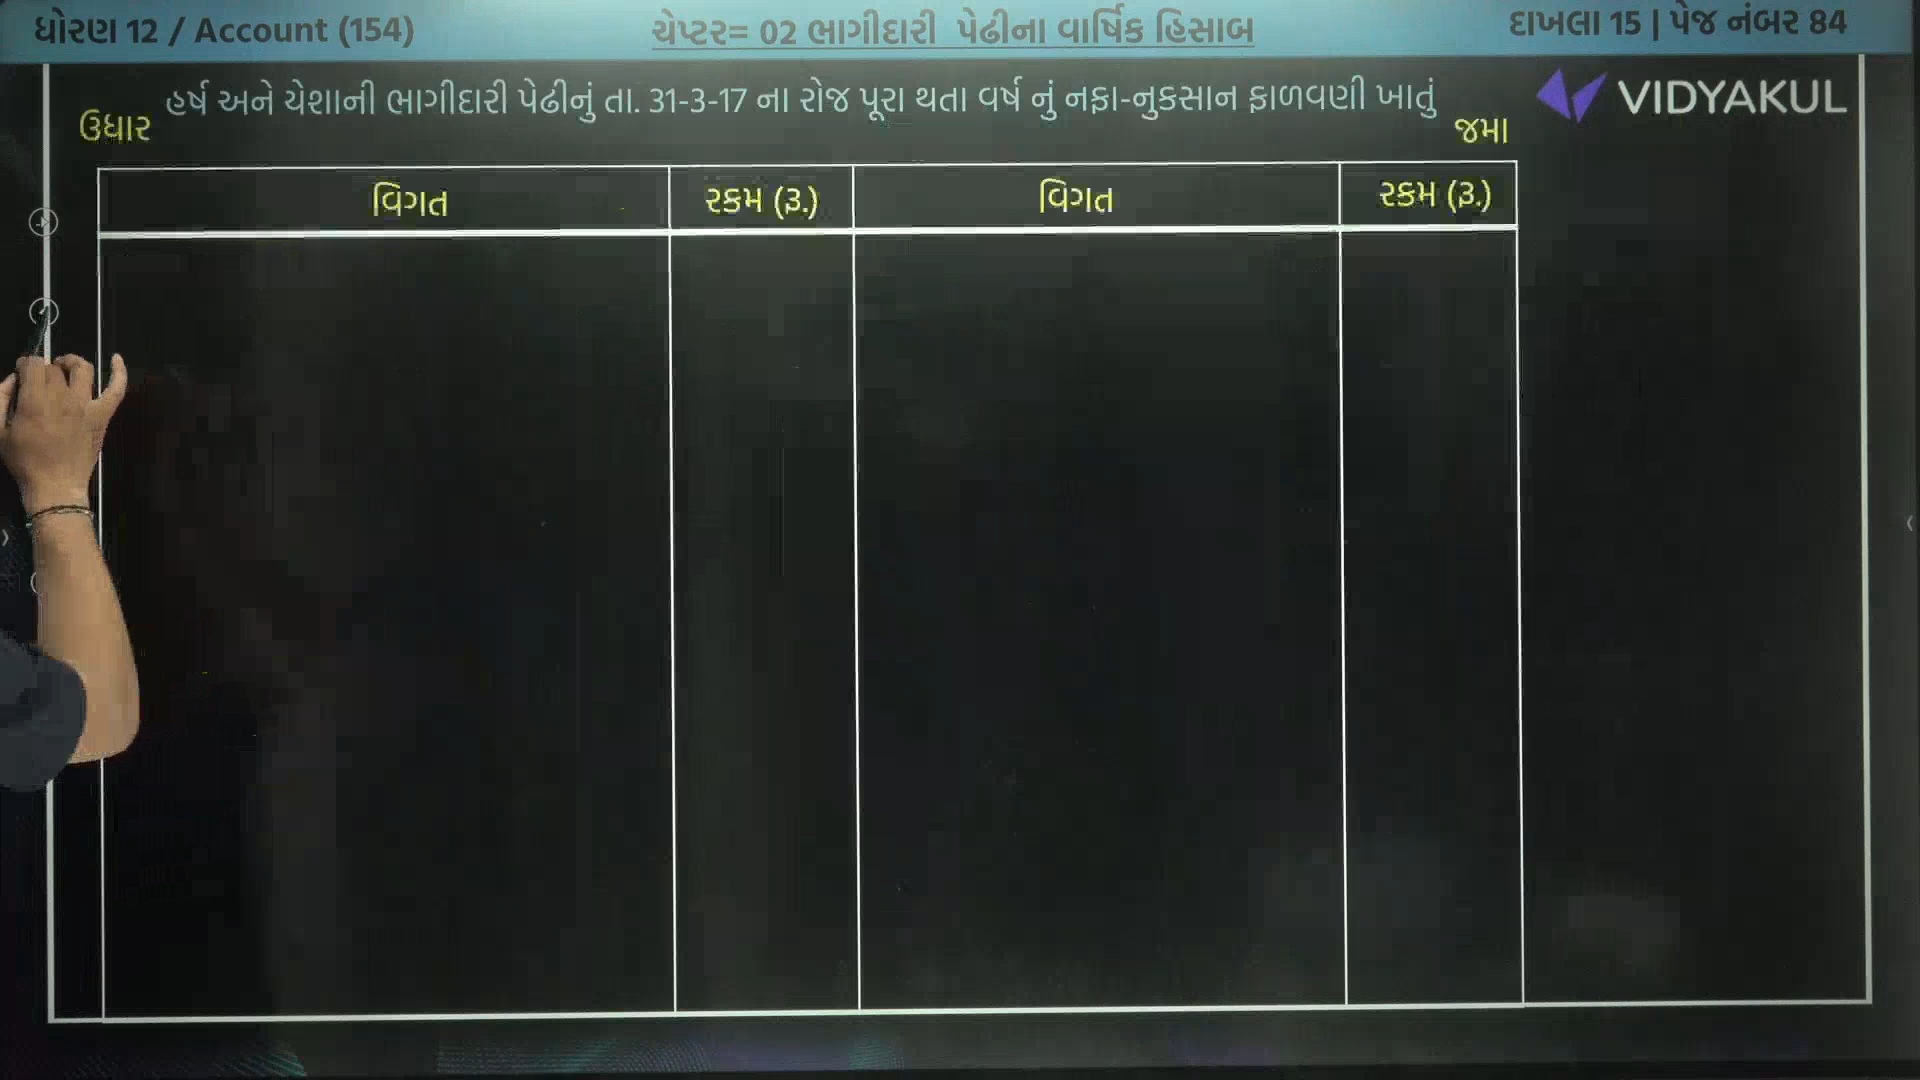 ધોરણ 12 / Account (154) ચેપ્ટર= 02 ભાગીદારી પેઢીના વાર્ષિક હિસાબ દાખલા 15 | પેજ નંબર 84
હર્ષ અને યેશાની ભાગીદારી પેઢીનું તા. 31-3-17 ના રોજ પૂરા થતા વર્ષ નું નફા-નુકસાન ફાળવણી ખાતું
VIDYAKUL
ઉધાર જમા
વિગત રકમ (રૂ.) વિગત રકમ (રૂ.)